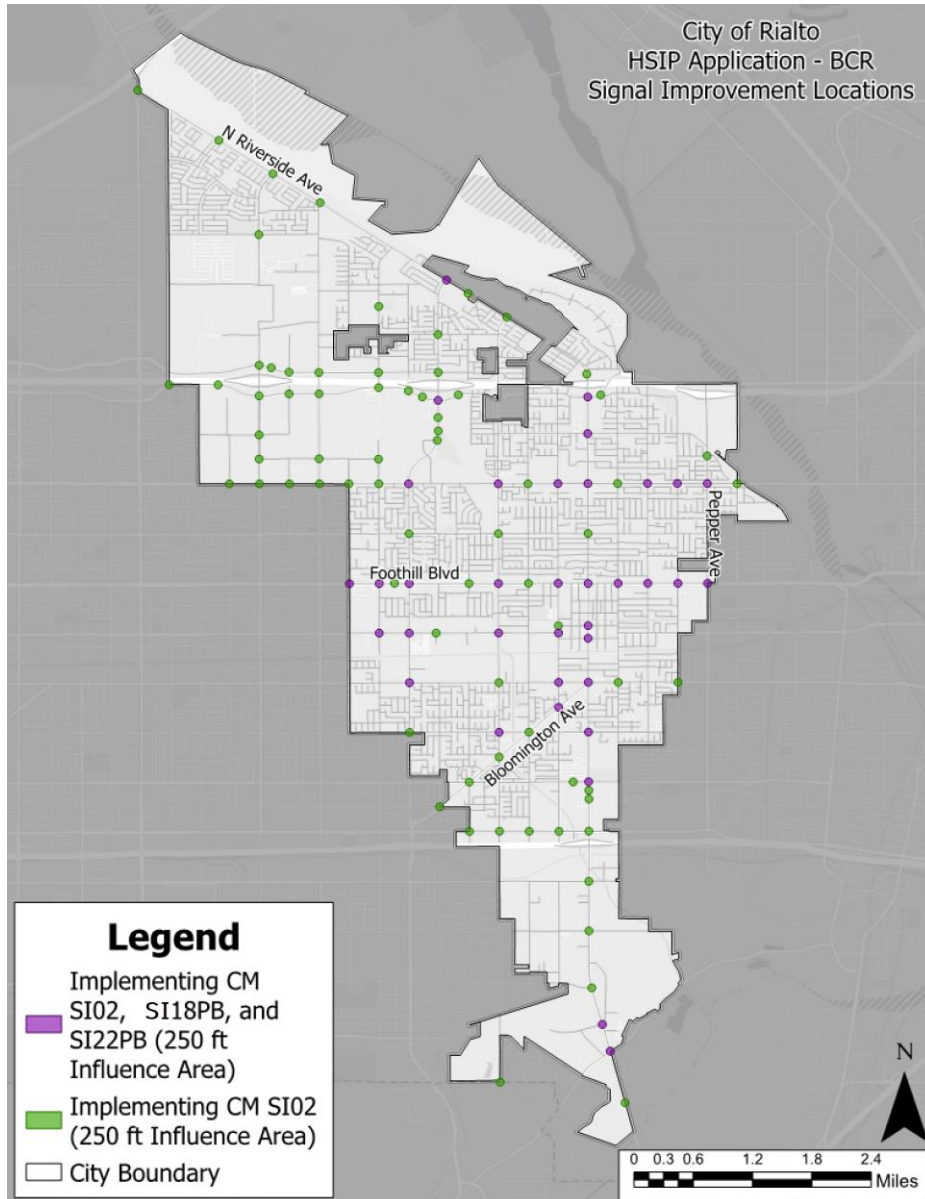 City of Rialto
HSIP Application - BCR
Signal Improvement Locations
N Riverside Ave
Pepper Ave
Foothill Blvd
Bloomington Ave
Legend
Implementing CM
SI02, SI18PB, and
SI22PB (250 ft
Influence Area)
Implementing CM SI02
(250 ft Influence Area)
City Boundary
N
0 0.3 0.6 1.2 1.8 2.4
Miles